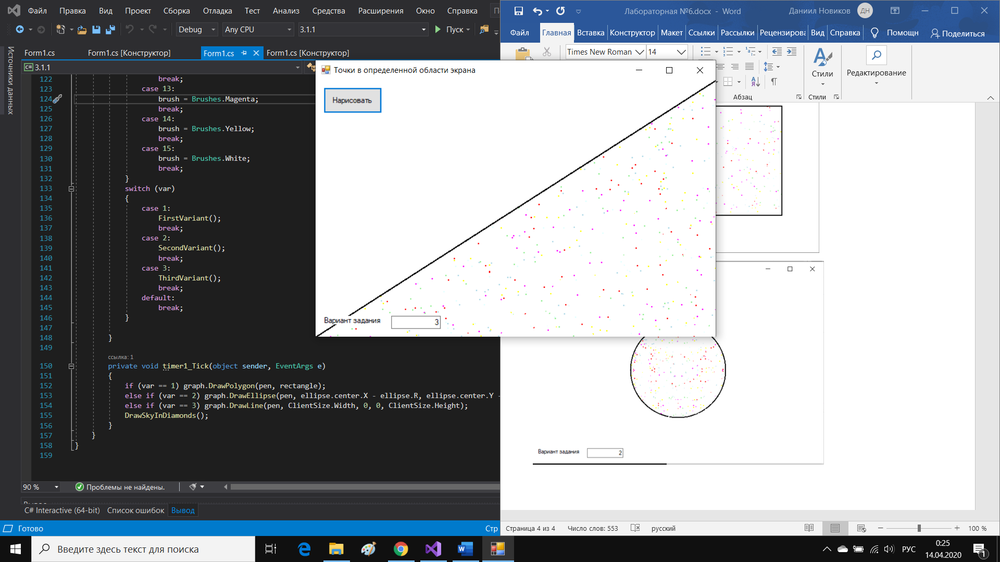 Файл Правка Вид Проект Сборка Отладка Тест Анализ Средства Расширения Окно Справка
Debug Any CPU 3.1.1 Пуск
Источники данных
Form1.cs Form1.cs [Конструктор] Form1.cs Form1.cs [Конструктор]
C# 3.1.1
122 break;
123 case 13:
124 brush = Brushes.Magenta;
125 break;
126 case 14:
127 brush = Brushes.Yellow;
128 break;
129 case 15:
130 brush = Brushes.White;
131 break;
132 }
133 switch (var)
134 {
135 case 1:
136 FirstVariant();
137 break;
138 case 2:
139 SecondVariant();
140 break;
141 case 3:
142 ThirdVariant();
143 break;
144 default:
145 break;
146 }
147
148 }
149
ссылка: 1
150 private void timer1_Tick(object sender, EventArgs e)
151 {
152 if (var == 1) graph.DrawPolygon(pen, rectangle);
153 else if (var == 2) graph.DrawEllipse(pen, ellipse.center.X - ellipse.R, ellipse.center.Y -
154 else if (var == 3) graph.DrawLine(pen, ClientSize.Width, 0, 0, ClientSize.Height);
155 DrawSkyInDiamonds();
156 }
157 }
158 }
159
90 % Проблемы не найдены.
C# Interactive (64-bit) Список ошибок Вывод
Готово
Стр
Точки в определенной области экрана
Нарисовать
Вариант задания 3
Лабораторная №6.docx - Word Даниил Новиков ДН
Файл Главная Вставка Конструктор Макет Ссылки Рассылки Рецензирова Вид Справка Помощн Поделиться
Times New Roman 14
Стили
Редактирование
Абзац
Стили
Вариант задания 2
Страница 4 из 4 Число слов: 553 русский 100 %
Введите здесь текст для поиска
РУС
0:25
14.04.2020
1